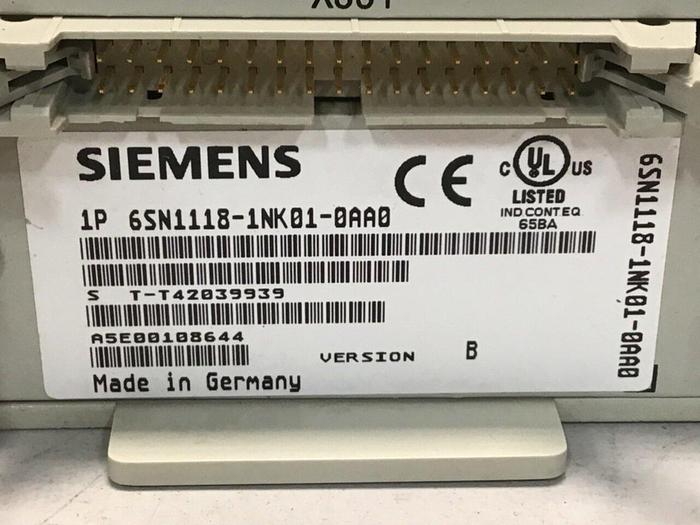 SIEMENS
CE
C UL US
LISTED
IND CONT EQ
65BA
1P 6SN1118-1NK01-0AA0
S T-T42039939
A5E00108644
VERSION B
Made in Germany
6SN1118-1NK01-0AA0